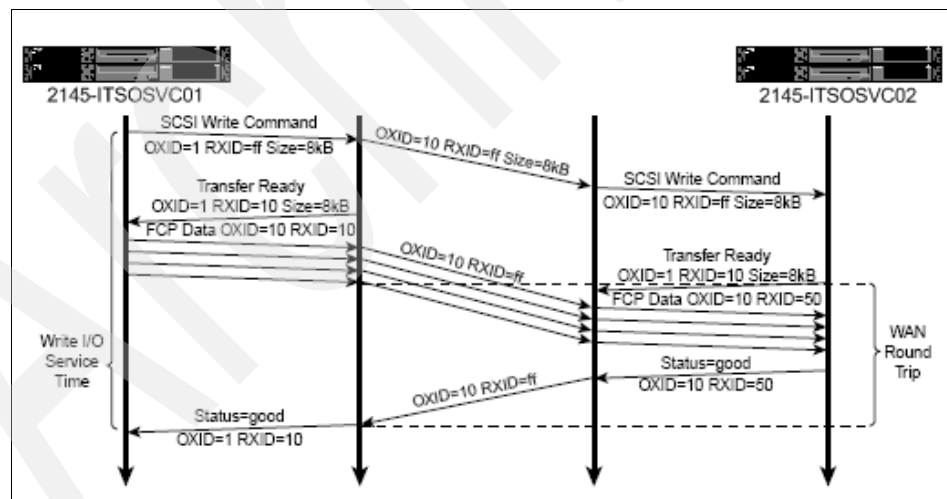 2145-ITSOSVC01
2145-ITSOSVC02
SCSI Write Command
OXID=1 RXID=ff Size=8kB
OXID=10 RXID=ff Size=8kB
SCSI Write Command
OXID=10 RXID=ff Size=8kB
Transfer Ready
OXID=1 RXID=10 Size=8kB
FCP Data OXID=10 RXID=10
OXID=10 RXID=ff
Transfer Ready
OXID=1 RXID=10 Size=8kB
FCP Data OXID=10 RXID=50
Write I/O
Service
Time
WAN
Round
Trip
Status=good
OXID=10 RXID=50
OXID=10 RXID=ff
Status=good
OXID=1 RXID=10